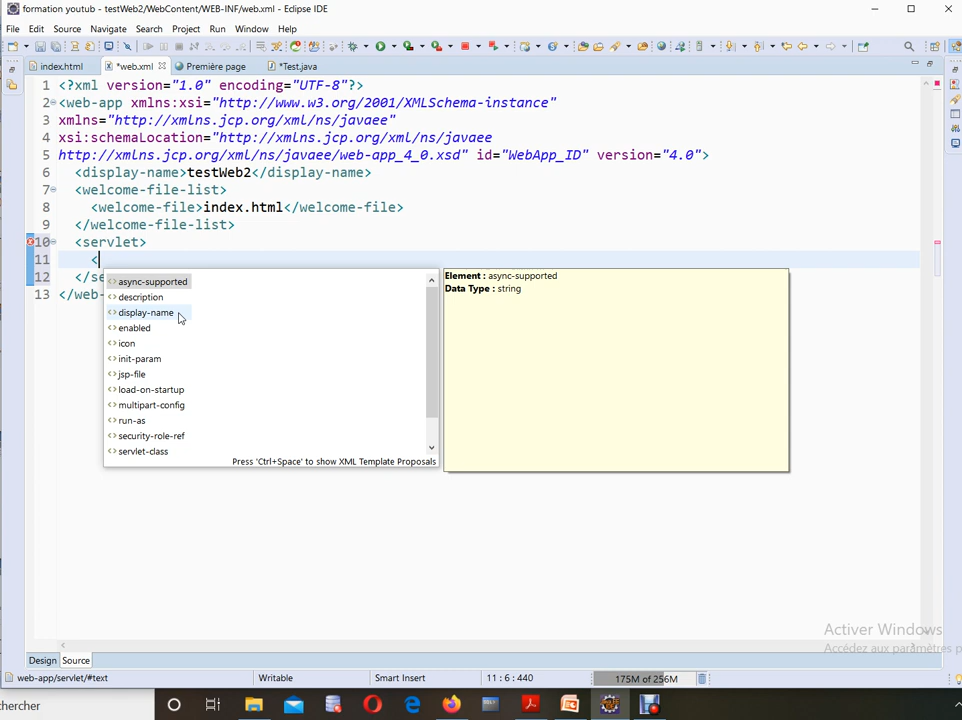 formation youtub - testWeb2/WebContent/WEB-INF/web.xml - Eclipse IDE
File Edit Source Navigate Search Project Run Window Help
index.html *web.xml Première page *Test.java
1 <?xml version="1.0" encoding="UTF-8"?>
2 <web-app xmlns:xsi="http://www.w3.org/2001/XMLSchema-instance"
3 xmlns="http://xmlns.jcp.org/xml/ns/javaee"
4 xsi:schemaLocation="http://xmlns.jcp.org/xml/ns/javaee
5 http://xmlns.jcp.org/xml/ns/javaee/web-app_4_0.xsd" id="WebApp_ID" version="4.0">
6 <display-name>testWeb2</display-name>
7 <welcome-file-list>
8 <welcome-file>index.html</welcome-file>
9 </welcome-file-list>
10 <servlet>
11 <
12 </se
13 </web-
async-supported
description
display-name
enabled
icon
init-param
jsp-file
load-on-startup
multipart-config
run-as
security-role-ref
servlet-class
Press 'Ctrl+Space' to show XML Template Proposals
Element : async-supported
Data Type : string
Activer Windows
Accédez aux paramètres p
Design Source
web-app/servlet/#text Writable Smart Insert 11 : 6 : 440 175M of 256M
hercher